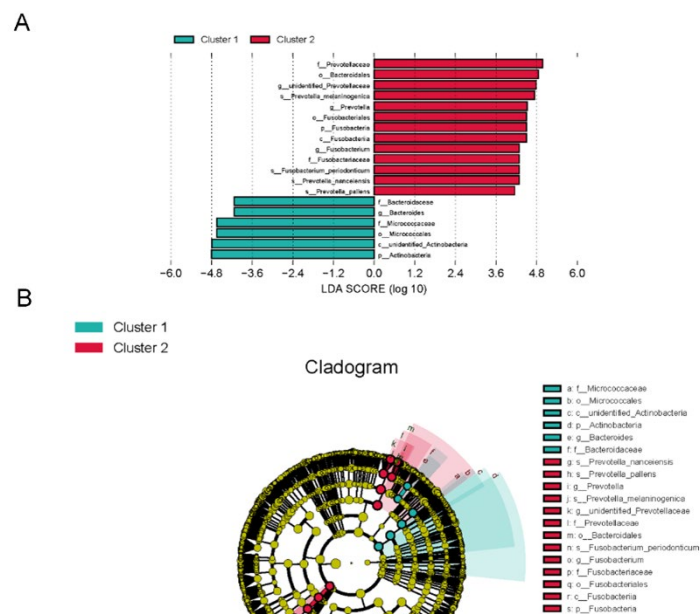 A
Cluster 1 Cluster 2
f__Prevotellaceae
o__Bacteroidales
g__unidentified_Prevotellaceae
s__Prevotella_melaninogenica
g__Prevotella
o__Fusobacteriales
p__Fusobacteria
c__Fusobacteriia
g__Fusobacterium
f__Fusobacteriaceae
s__Fusobacterium_periodonticum
s__Prevotella_nanceiensis
s__Prevotella_pallens
f__Bacteroidaceae
g__Bacteroides
f__Micrococcaceae
o__Micrococcales
c__unidentified_Actinobacteria
p__Actinobacteria
-6.0 -4.8 -3.6 -2.4 -1.2 0.0 1.2 2.4 3.6 4.8 6.0
LDA SCORE (log 10)
B
Cluster 1
Cluster 2
Cladogram
m
a
b
c
d
a: f__Micrococcaceae
b: o__Micrococcales
c: c__unidentified_Actinobacteria
d: p__Actinobacteria
e: g__Bacteroides
f: f__Bacteroidaceae
g: s__Prevotella_nanceiensis
h: s__Prevotella_pallens
i: g__Prevotella
j: s__Prevotella_melaninogenica
k: g__unidentified_Prevotellaceae
l: f__Prevotellaceae
m: o__Bacteroidales
n: s__Fusobacterium_periodonticum
o: g__Fusobacterium
p: f__Fusobacteriaceae
q: o__Fusobacteriales
r: c__Fusobacteriia
s: p__Fusobacteria